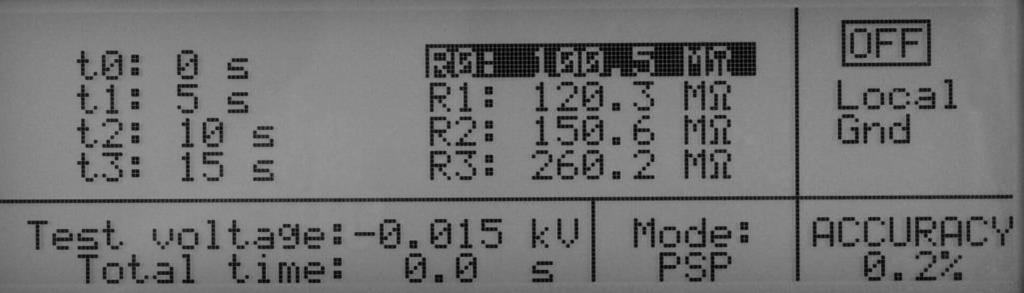 t0: 0 s R0: 100.5 MΩ
t1: 5 s R1: 120.3 MΩ
t2: 10 s R2: 150.6 MΩ
t3: 15 s R3: 260.2 MΩ
OFF
Local
Gnd
Test voltage:-0.015 kV
Total time: 0.0 s
Mode:
PSP
ACCURACY
0.2%